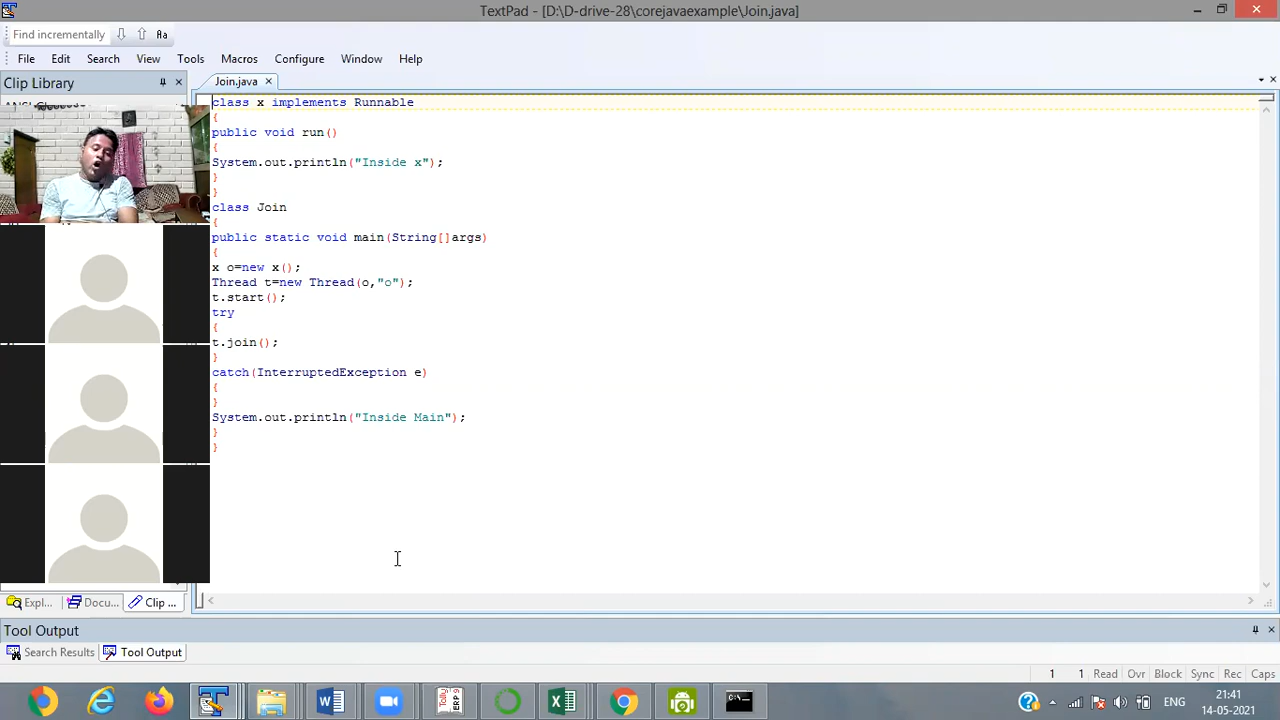 TextPad - [D:\D-drive-28\corejavaexample\Join.java]
Find incrementally
Aa
File Edit Search View Tools Macros Configure Window Help
Clip Library
Join.java
class x implements Runnable
{
public void run()
{
System.out.println("Inside x");
}
}
class Join
{
public static void main(String[]args)
{
x o=new x();
Thread t=new Thread(o,"o");
t.start();
try
{
t.join();
}
catch(InterruptedException e)
{
}
System.out.println("Inside Main");
}
}
Expl... Docu... Clip ...
Tool Output
Search Results Tool Output
1 1 Read Ovr Block Sync Rec Caps
ENG
21:41
14-05-2021